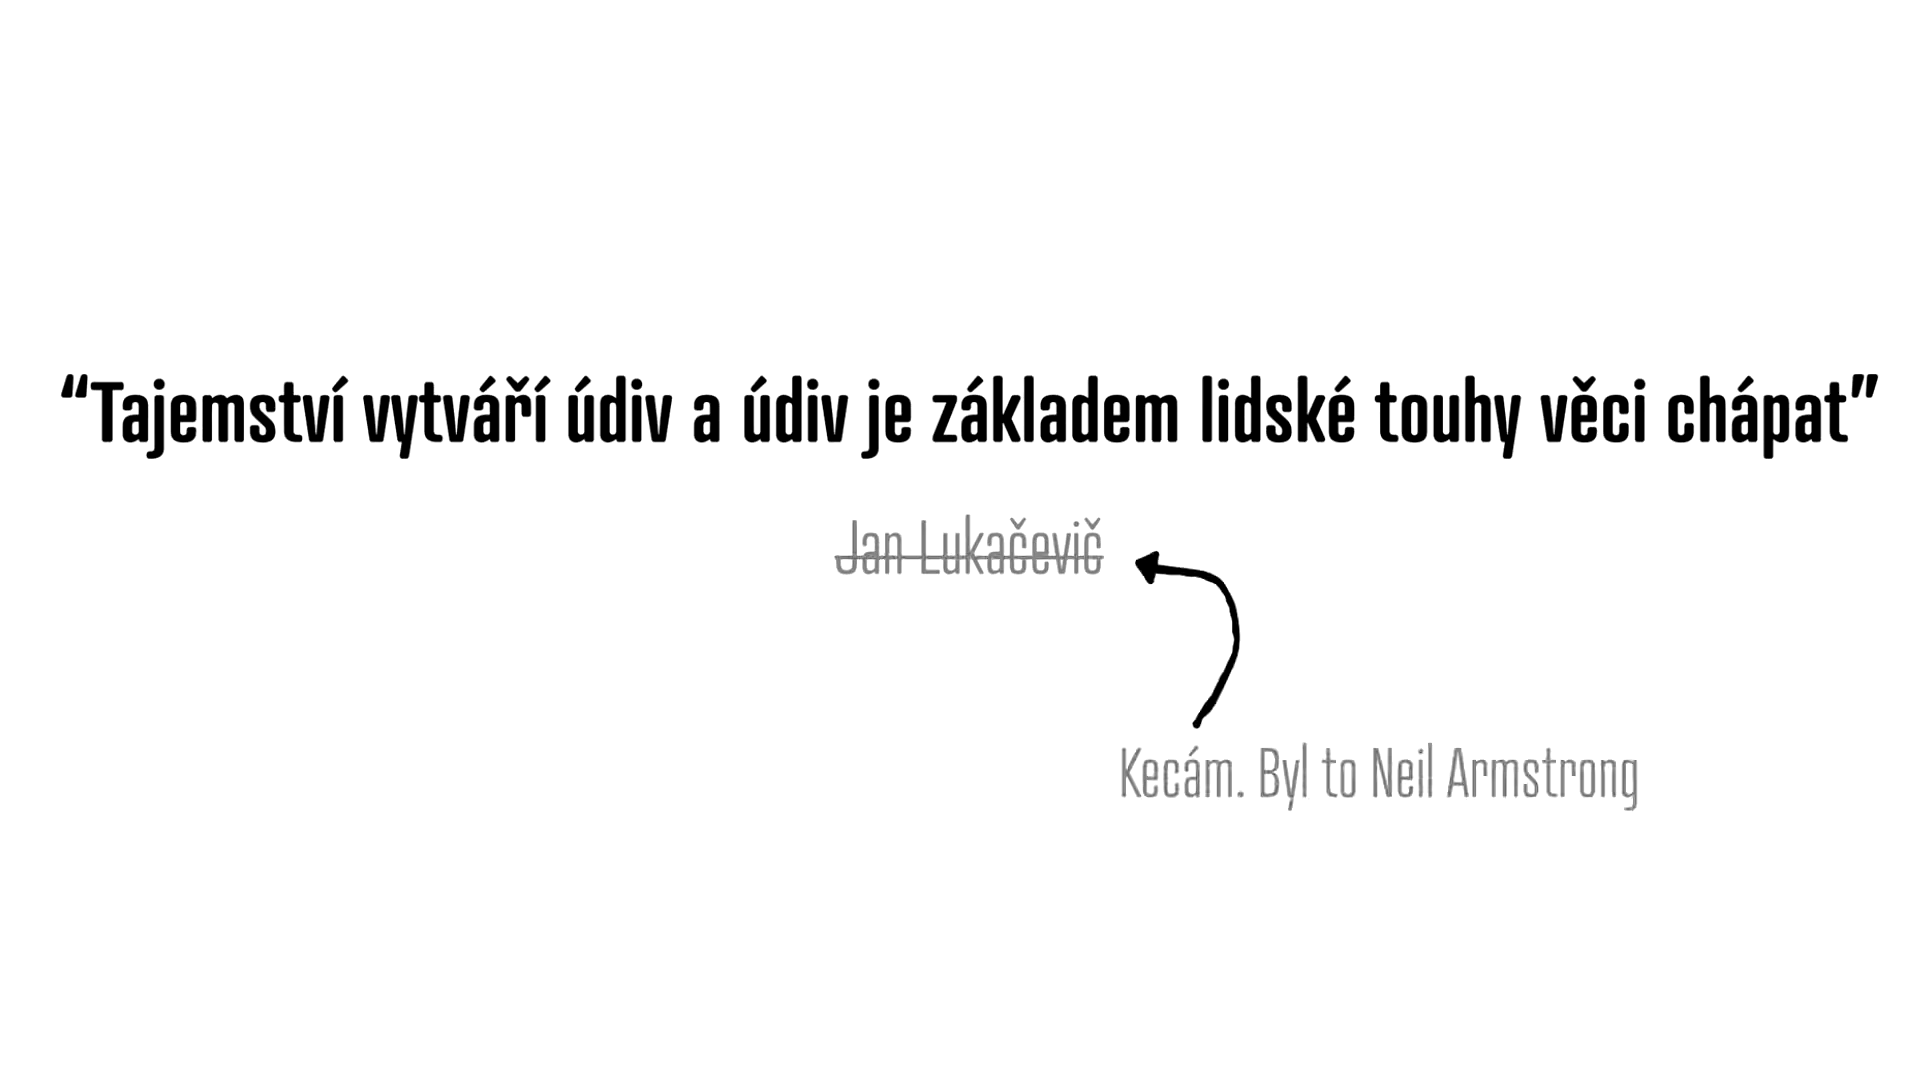 “Tajemství vytváří údiv a údiv je základem lidské touhy věci chápat”
Jan Lukačevič
Kecám. Byl to Neil Armstrong